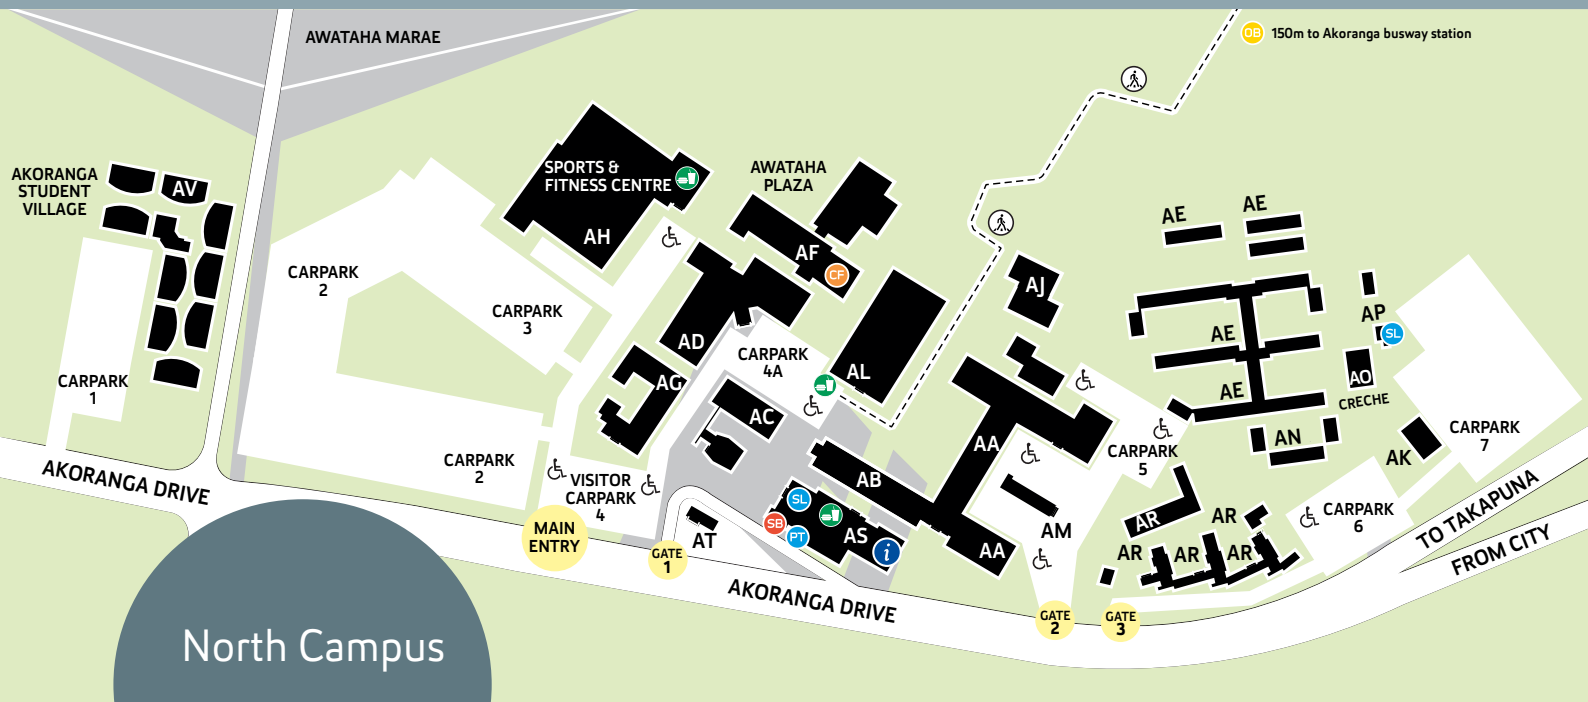 AWATAHA MARAE
OB 150m to Akoranga busway station
AKORANGA
STUDENT
VILLAGE
AV
SPORTS &
FITNESS CENTRE
AH
AWATAHA
PLAZA
AF
CF
CARPARK
2
CARPARK
3
AD
CARPARK
4A
AL
AJ
AE
AE
AE
AE
AP
SL
AO
CRECHE
CARPARK
1
AG
AC
AA
CARPARK
5
AN
AK
CARPARK
7
CARPARK
2
VISITOR
CARPARK
4
AB
AKORANGA DRIVE
MAIN
ENTRY
GATE
1
AT
SL
SB
PT
AS
i
AA
AM
AR
AR
AR
AR
AR
CARPARK
6
TO TAKAPUNA
FROM CITY
AKORANGA DRIVE
GATE
2
GATE
3
North Campus